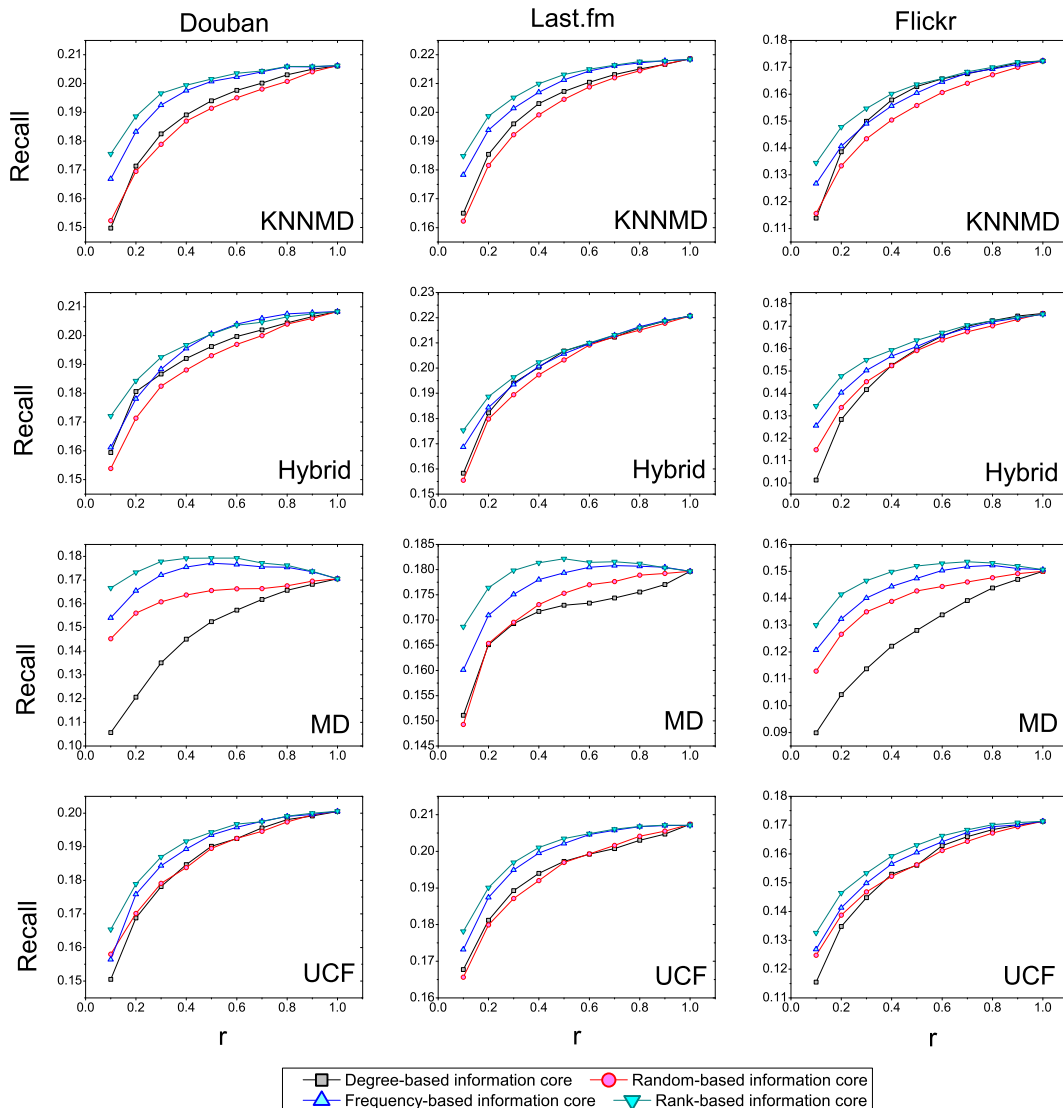 Douban
Last.fm
Flickr
Recall
0.21
0.20
0.19
0.18
0.17
0.16
0.15
0.0 0.2 0.4 0.6 0.8 1.0
KNNMD
0.22
0.21
0.20
0.19
0.18
0.17
0.16
0.0 0.2 0.4 0.6 0.8 1.0
KNNMD
0.18
0.17
0.16
0.15
0.14
0.13
0.12
0.11
0.0 0.2 0.4 0.6 0.8 1.0
KNNMD
Recall
0.21
0.20
0.19
0.18
0.17
0.16
0.15
0.0 0.2 0.4 0.6 0.8 1.0
Hybrid
0.23
0.22
0.21
0.20
0.19
0.18
0.17
0.16
0.15
0.0 0.2 0.4 0.6 0.8 1.0
Hybrid
0.18
0.17
0.16
0.15
0.14
0.13
0.12
0.11
0.10
0.0 0.2 0.4 0.6 0.8 1.0
Hybrid
Recall
0.18
0.17
0.16
0.15
0.14
0.13
0.12
0.11
0.10
0.0 0.2 0.4 0.6 0.8 1.0
MD
0.185
0.180
0.175
0.170
0.165
0.160
0.155
0.150
0.145
0.0 0.2 0.4 0.6 0.8 1.0
MD
0.16
0.15
0.14
0.13
0.12
0.11
0.10
0.09
0.0 0.2 0.4 0.6 0.8 1.0
MD
Recall
0.20
0.19
0.18
0.17
0.16
0.15
0.0 0.2 0.4 0.6 0.8 1.0
UCF
r
0.21
0.20
0.19
0.18
0.17
0.16
0.0 0.2 0.4 0.6 0.8 1.0
UCF
r
0.18
0.17
0.16
0.15
0.14
0.13
0.12
0.11
0.0 0.2 0.4 0.6 0.8 1.0
UCF
r
Degree-based information core
Random-based information core
Frequency-based information core
Rank-based information core